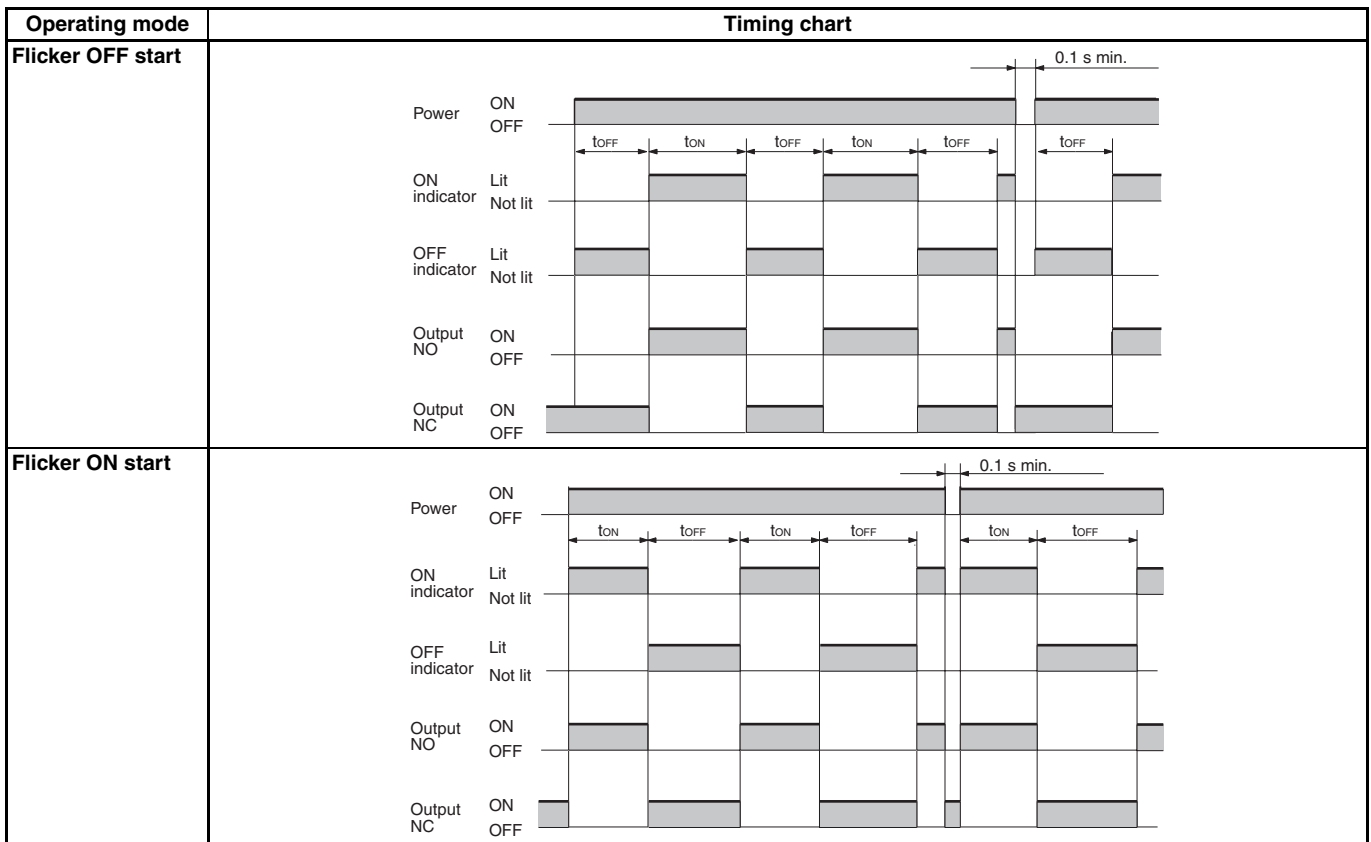 Operating mode Timing chart
Flicker OFF start
0.1 s min.
Power ON
OFF
tOFF tON tOFF tON tOFF tOFF
ON indicator Lit
Not lit
OFF indicator Lit
Not lit
Output NO ON
OFF
Output NC ON
OFF
Flicker ON start
0.1 s min.
Power ON
OFF
tON tOFF tON tOFF tON tOFF
ON indicator Lit
Not lit
OFF indicator Lit
Not lit
Output NO ON
OFF
Output NC ON
OFF